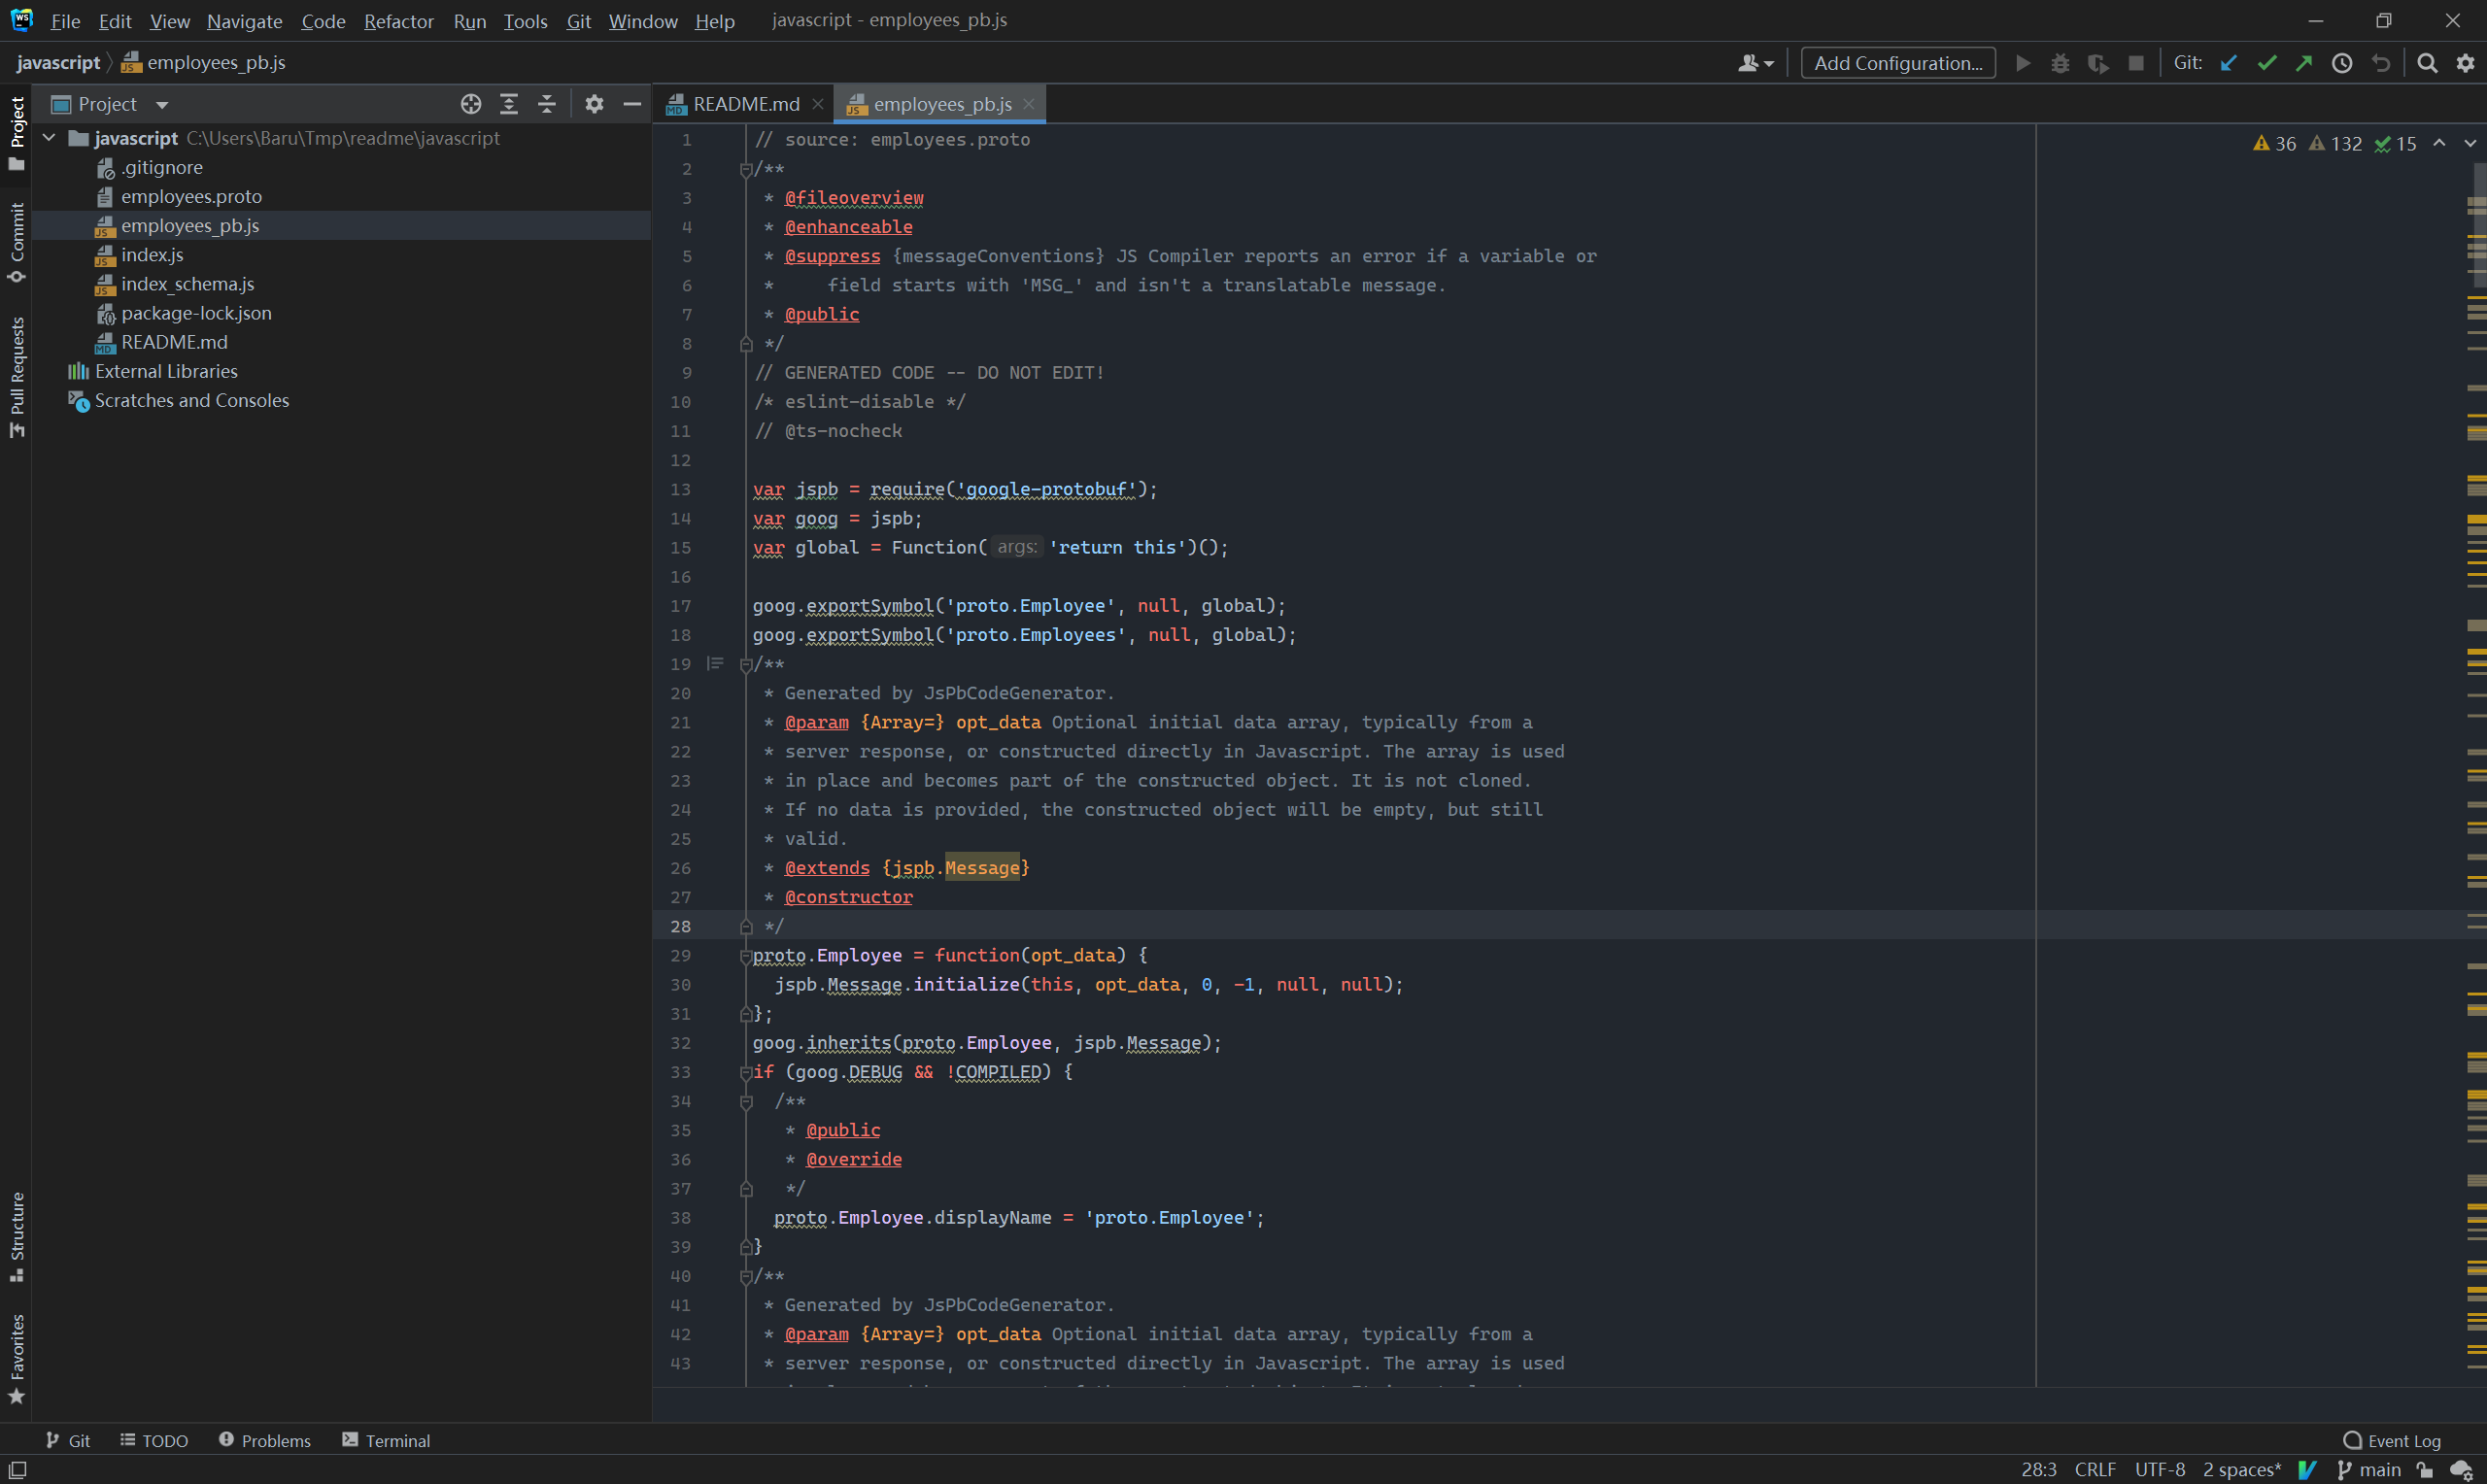 File Edit View Navigate Code Refactor Run Tools Git Window Help javascript - employees_pb.js
javascript employees_pb.js Add Configuration... Git:
Project
README.md employees_pb.js
Project
Commit
Pull Requests
Structure
Favorites
javascript C:\Users\Baru\Tmp\readme\javascript
.gitignore
employees.proto
employees_pb.js
index.js
index_schema.js
package-lock.json
README.md
External Libraries
Scratches and Consoles
36 132 15
1 // source: employees.proto
2 /**
3 * @fileoverview
4 * @enhanceable
5 * @suppress {messageConventions} JS Compiler reports an error if a variable or
6 *     field starts with 'MSG_' and isn't a translatable message.
7 * @public
8 */
9 // GENERATED CODE -- DO NOT EDIT!
10 /* eslint-disable */
11 // @ts-nocheck
12
13 var jspb = require('google-protobuf');
14 var goog = jspb;
15 var global = Function( args: 'return this')();
16
17 goog.exportSymbol('proto.Employee', null, global);
18 goog.exportSymbol('proto.Employees', null, global);
19 /**
20 * Generated by JsPbCodeGenerator.
21 * @param {Array=} opt_data Optional initial data array, typically from a
22 * server response, or constructed directly in Javascript. The array is used
23 * in place and becomes part of the constructed object. It is not cloned.
24 * If no data is provided, the constructed object will be empty, but still
25 * valid.
26 * @extends {jspb.Message}
27 * @constructor
28 */
29 proto.Employee = function(opt_data) {
30   jspb.Message.initialize(this, opt_data, 0, -1, null, null);
31 };
32 goog.inherits(proto.Employee, jspb.Message);
33 if (goog.DEBUG && !COMPILED) {
34   /**
35    * @public
36    * @override
37    */
38   proto.Employee.displayName = 'proto.Employee';
39 }
40 /**
41 * Generated by JsPbCodeGenerator.
42 * @param {Array=} opt_data Optional initial data array, typically from a
43 * server response, or constructed directly in Javascript. The array is used
Git TODO Problems Terminal Event Log
28:3 CRLF UTF-8 2 spaces* main